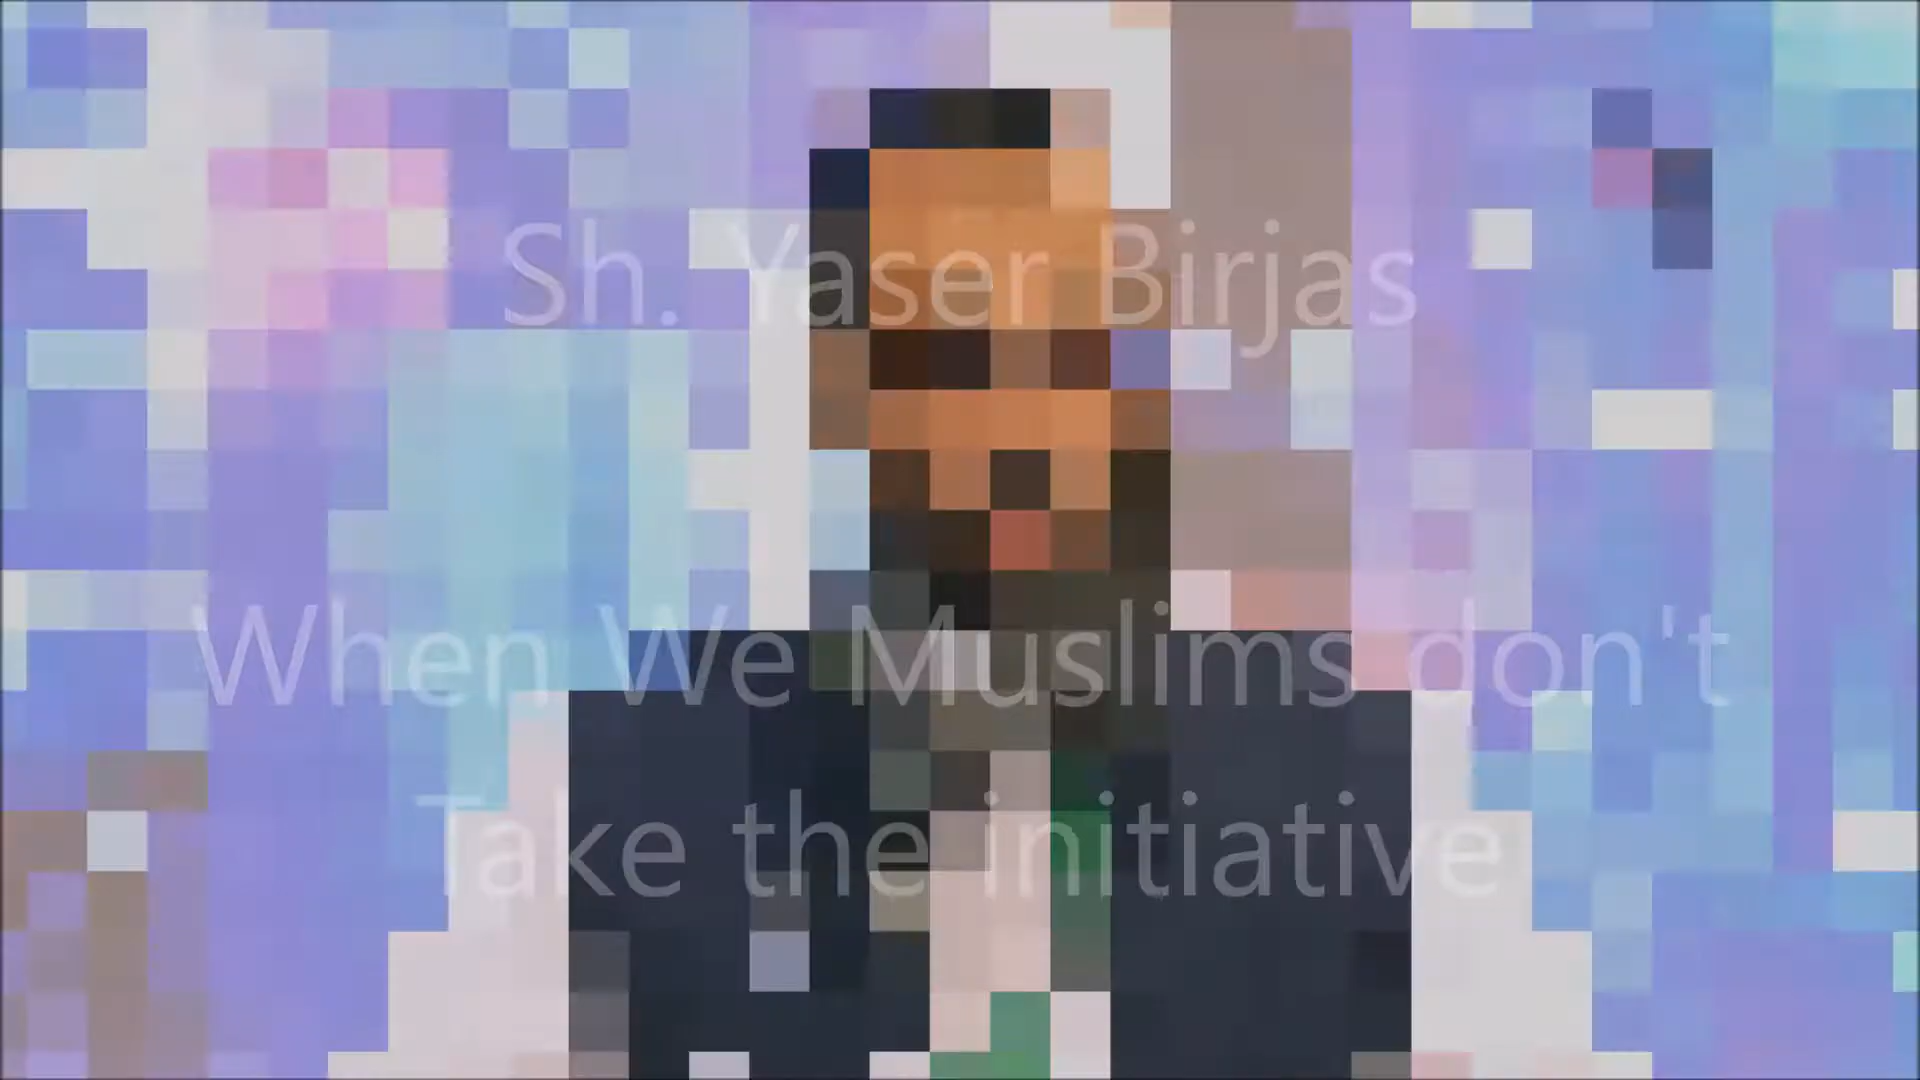 Sh. Yaser Birjas
When We Muslims don't
Take the initiative